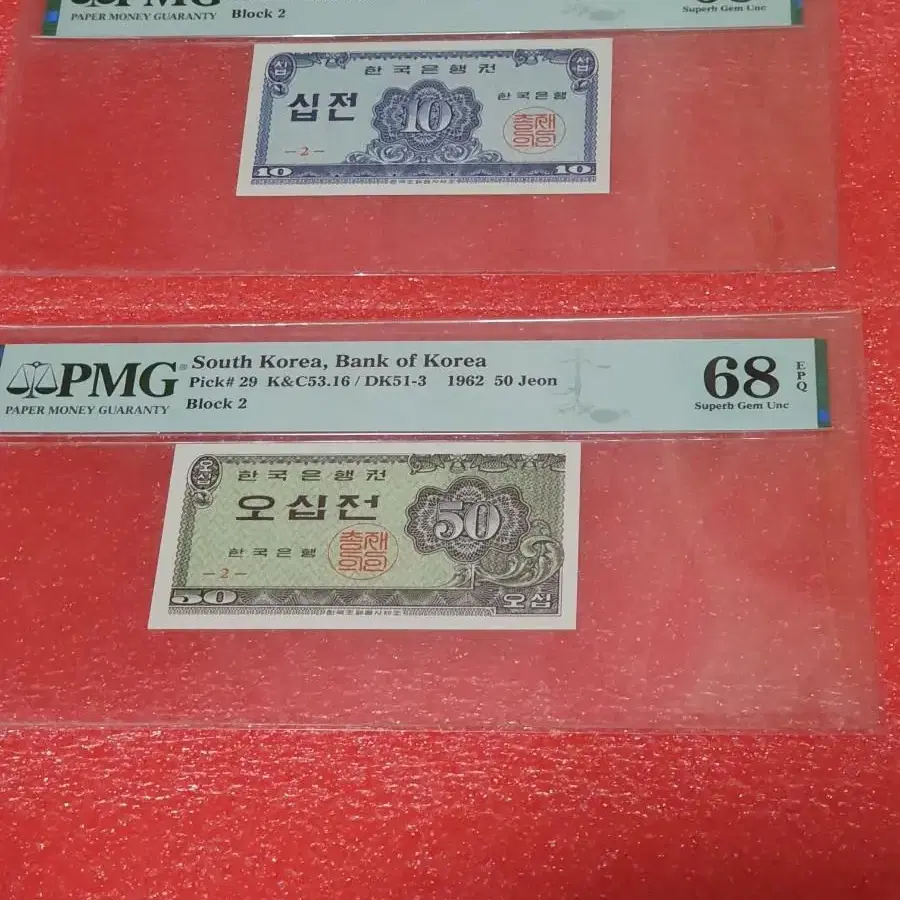 PMG
PAPER MONEY GUARANTY
Block 2
Superb Gem Unc
십
십
한국은행권
십전
10
한국은행
총재의인
– 2 –
10
10
PMG®
PAPER MONEY GUARANTY
South Korea, Bank of Korea
Pick# 29 K&C53.16 / DK51-3 1962 50 Jeon
Block 2
68
EPQ
Superb Gem Unc
오십
한국은행권
오십전
50
한국은행
총재의인
– 2 –
50
오십